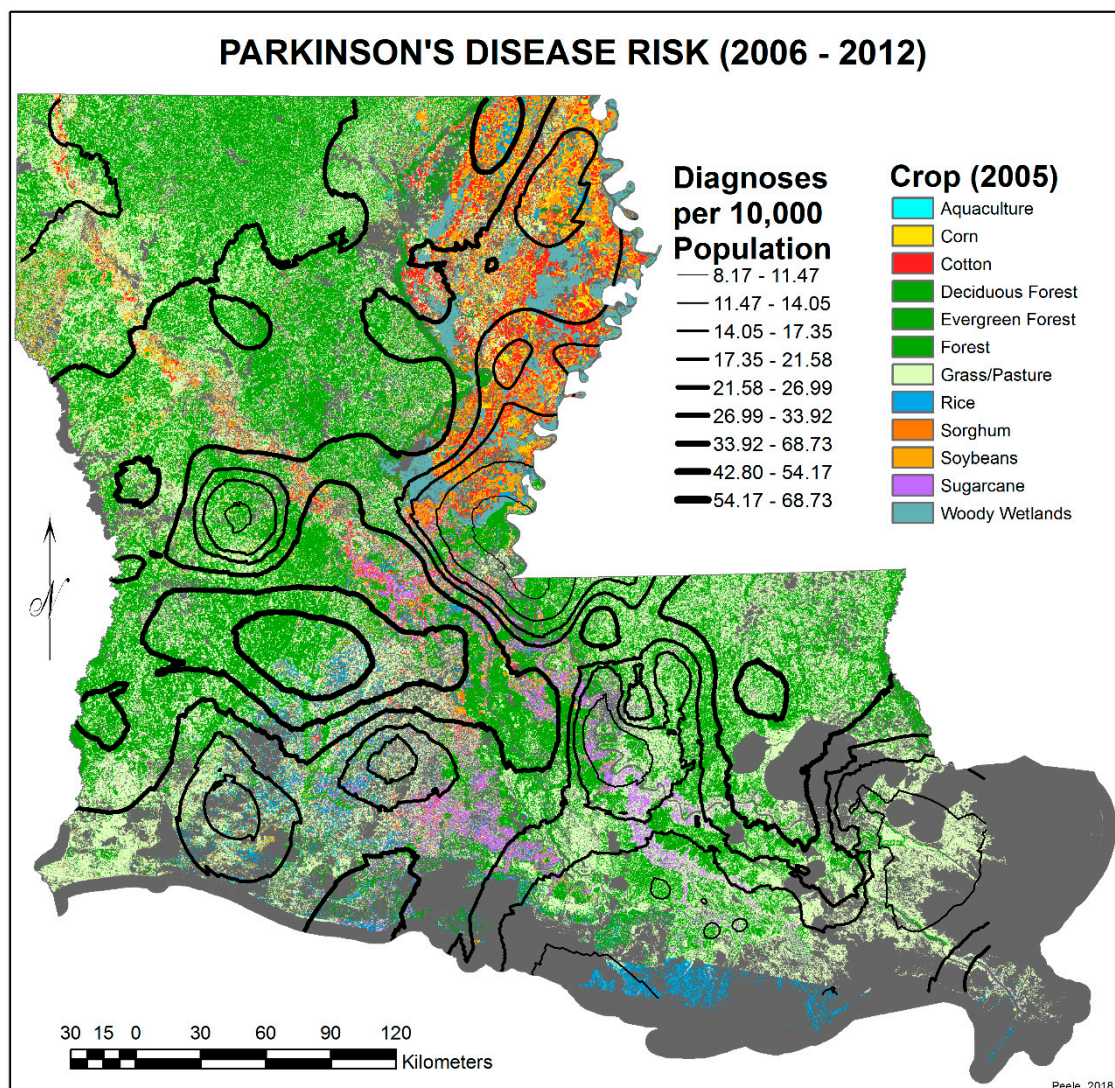 PARKINSON'S DISEASE RISK (2006 - 2012)
Diagnoses
per 10,000
Population
8.17 - 11.47
11.47 - 14.05
14.05 - 17.35
17.35 - 21.58
21.58 - 26.99
26.99 - 33.92
33.92 - 68.73
42.80 - 54.17
54.17 - 68.73
Crop (2005)
Aquaculture
Corn
Cotton
Deciduous Forest
Evergreen Forest
Forest
Grass/Pasture
Rice
Sorghum
Soybeans
Sugarcane
Woody Wetlands
N
30 15 0 30 60 90 120
Kilometers
Peele, 2018